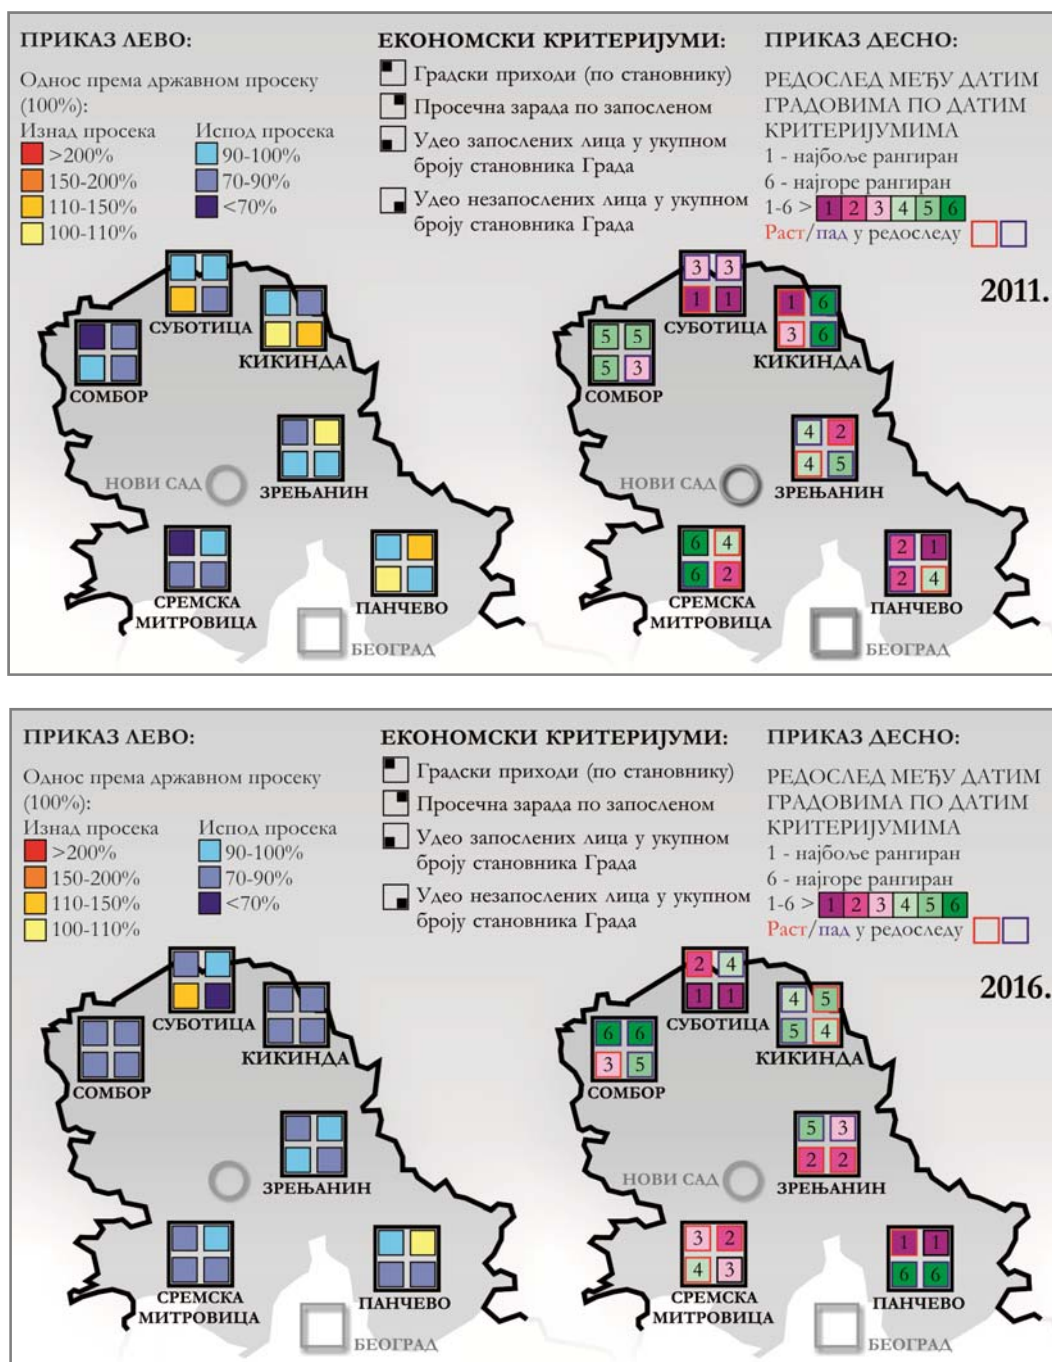 ПРИКАЗ ЛЕВО:
Однос према државном просеку
(100%):
Изнад просека
>200%
150-200%
110-150%
100-110%
Испод просека
90-100%
70-90%
<70%
ЕКОНОМСКИ КРИТЕРИЈУМИ:
Градски приходи (по становнику)
Просечна зарада по запосленом
Удео запослених лица у укупном
броју становника Града
Удео незапослених лица у укупном
броју становника Града
ПРИКАЗ ДЕСНО:
РЕДОСЛЕД МЕЂУ ДАТИМ
ГРАДОВИМА ПО ДАТИМ
КРИТЕРИЈУМИМА
1 - најбоље рангиран
6 - најгоре рангиран
1-6 > 1 2 3 4 5 6
Раст/пад у редоследу
2011.
СУБОТИЦА
КИКИНДА
СОМБОР
ЗРЕЊАНИН
НОВИ САД
СРЕМСКА
МИТРОВИЦА
ПАНЧЕВО
БЕОГРАД
3 3
1 1
СУБОТИЦА
1 6
3 6
КИКИНДА
5 5
5 3
СОМБОР
4 2
4 5
ЗРЕЊАНИН
НОВИ САД
6 4
6 2
СРЕМСКА
МИТРОВИЦА
2 1
2 4
ПАНЧЕВО
БЕОГРАД
ПРИКАЗ ЛЕВО:
Однос према државном просеку
(100%):
Изнад просека
>200%
150-200%
110-150%
100-110%
Испод просека
90-100%
70-90%
<70%
ЕКОНОМСКИ КРИТЕРИЈУМИ:
Градски приходи (по становнику)
Просечна зарада по запосленом
Удео запослених лица у укупном
броју становника Града
Удео незапослених лица у укупном
броју становника Града
ПРИКАЗ ДЕСНО:
РЕДОСЛЕД МЕЂУ ДАТИМ
ГРАДОВИМА ПО ДАТИМ
КРИТЕРИЈУМИМА
1 - најбоље рангиран
6 - најгоре рангиран
1-6 > 1 2 3 4 5 6
Раст/пад у редоследу
2016.
СУБОТИЦА
КИКИНДА
СОМБОР
ЗРЕЊАНИН
СРЕМСКА
МИТРОВИЦА
ПАНЧЕВО
БЕОГРАД
2 4
1 1
СУБОТИЦА
4 5
5 4
КИКИНДА
6 6
3 5
СОМБОР
5 3
2 2
ЗРЕЊАНИН
НОВИ САД
3 2
4 3
СРЕМСКА
МИТРОВИЦА
1 1
6 6
ПАНЧЕВО
БЕОГРАД